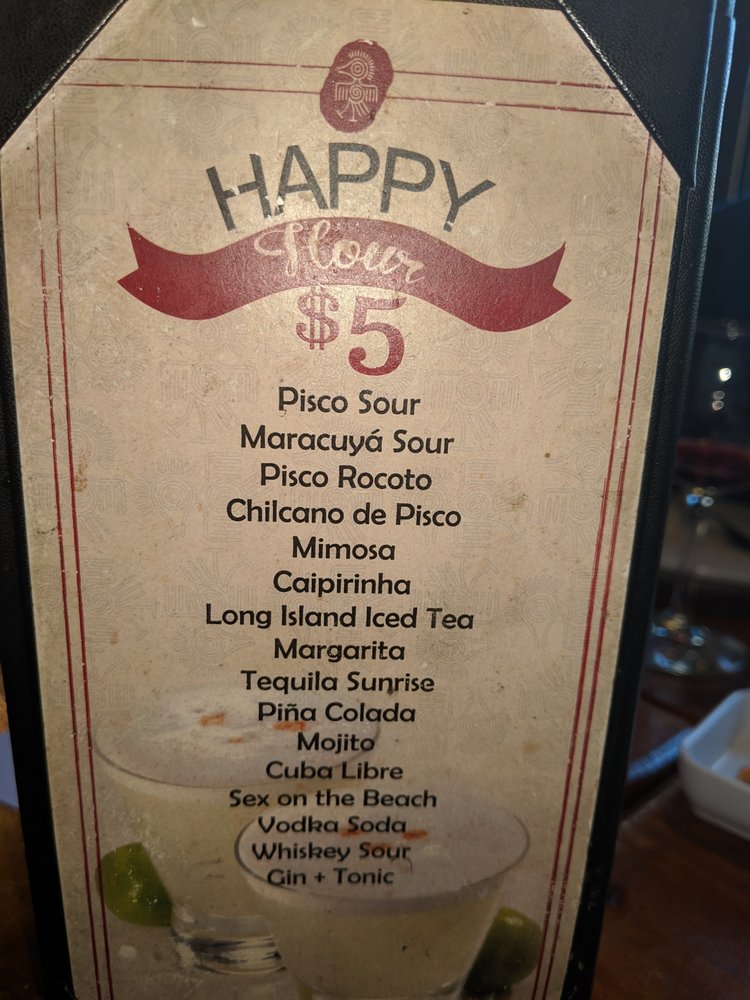 HAPPY
Hour
$5
Pisco Sour
Maracuyá Sour
Pisco Rocoto
Chilcano de Pisco
Mimosa
Caipirinha
Long Island Iced Tea
Margarita
Tequila Sunrise
Piña Colada
Mojito
Cuba Libre
Sex on the Beach
Vodka Soda
Whiskey Sour
Gin + Tonic